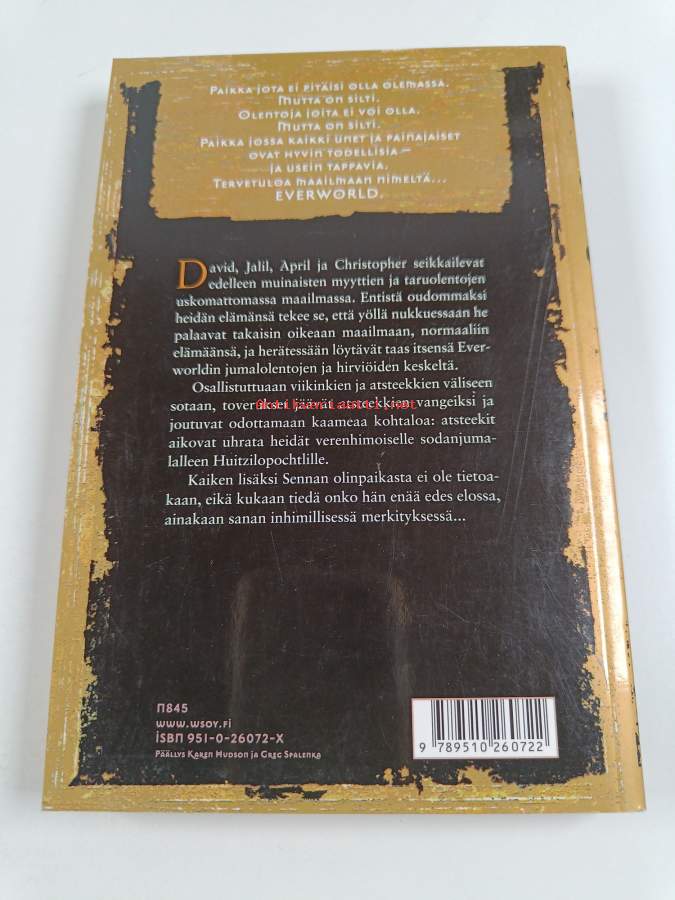 Paikka jota ei pitäisi olla olemassa.
Mutta on silti.
Olentoja joita ei voi olla.
Mutta on silti.
Paikka jossa kaikki unet ja painajaiset
ovat hyvin todellisia –
ja usein tappavia.
Tervetuloa maailmaan nimeltä...
EVERWORLD.
David, Jalil, April ja Christopher seikkailevat
edelleen muinaisten myyttien ja taruolentojen
uskomattomassa maailmassa. Entistä oudommaksi
heidän elämänsä tekee se, että yöllä nukkuessaan he
palaavat takaisin oikeaan maailmaan, normaaliin
elämäänsä, ja herätessään löytävät taas itsensä Ever-
worldin jumalolentojen ja hirviöiden keskeltä.
Osallistuttuaan viikinkien ja atsteekkien väliseen
sotaan, toverukset jäävät atsteekkien vangeiksi ja
joutuvat odottamaan kaameaa kohtaloa: atsteekit
aikovat uhrata heidät verenhimoiselle sodanjuma-
lalleen Huitzilopochtlille.
Kaiken lisäksi Sennan olinpaikasta ei ole tietoa-
kaan, eikä kukaan tiedä onko hän enää edes elossa,
ainakaan sanan inhimillisessä merkityksessä...
N845
www.wsoy.fi
ISBN 951-0-26072-X
Päällys Karen Hudson ja Greg Spalenka
9 789510 260722